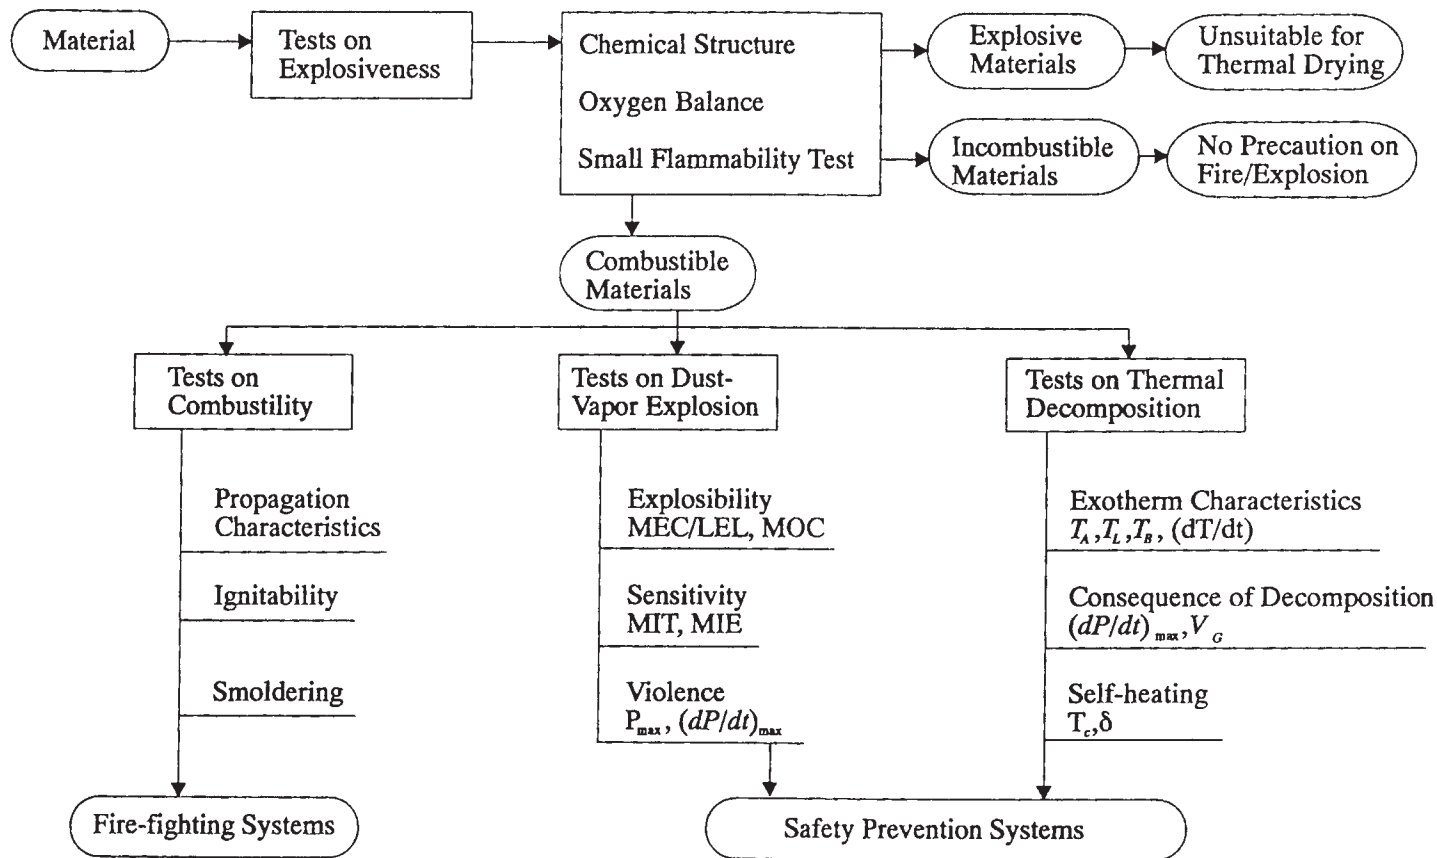 Material
Tests on
Explosiveness
Chemical Structure
Oxygen Balance
Small Flammability Test
Explosive
Materials
Unsuitable for
Thermal Drying
Incombustible
Materials
No Precaution on
Fire/Explosion
Combustible
Materials
Tests on
Combustility
Propagation
Characteristics
Ignitability
Smoldering
Fire-fighting Systems
Tests on Dust-
Vapor Explosion
Explosibility
MEC/LEL, MOC
Sensitivity
MIT, MIE
Violence
P_max, (dP/dt)_max
Tests on Thermal
Decomposition
Exotherm Characteristics
T_A, T_L, T_B, (dT/dt)
Consequence of Decomposition
(dP/dt)_max, V_G
Self-heating
T_c, δ
Safety Prevention Systems